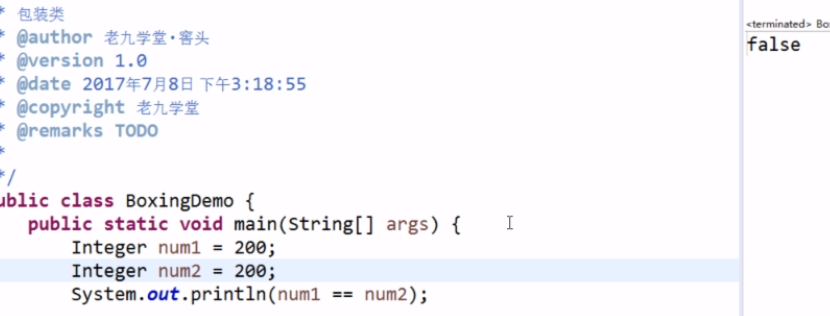 * 包装类
* @author 老九学堂·窖头
* @version 1.0
* @date 2017年7月8日 下午3:18:55
* @copyright 老九学堂
* @remarks TODO
*
*/
ublic class BoxingDemo {
public static void main(String[] args) {
Integer num1 = 200;
Integer num2 = 200;
System.out.println(num1 == num2);
<terminated> Bo
false